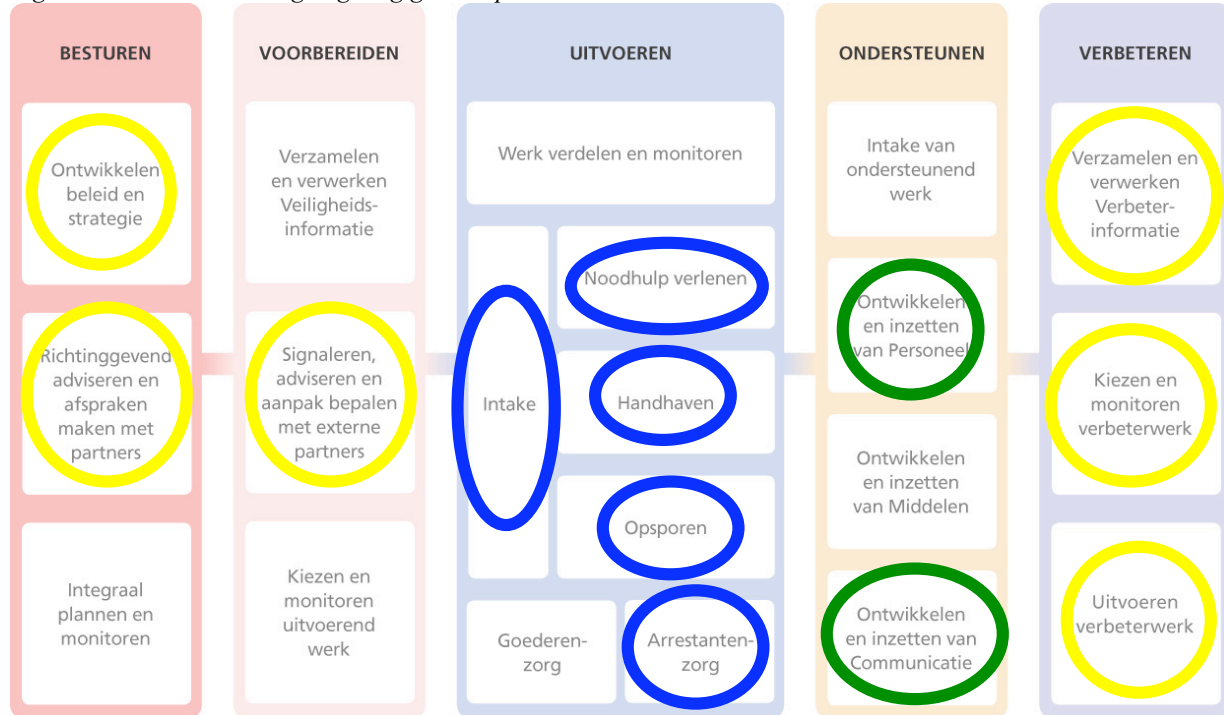 BESTUREN
Ontwikkelen
beleid en
strategie
Richtinggevend
adviseren en
afspraken
maken met
partners
Integraal
plannen en
monitoren
VOORBEREIDEN
Verzamelen
en verwerken
Veiligheids-
informatie
Signaleren,
adviseren en
aanpak bepalen
met externe
partners
Kiezen en
monitoren
uitvoerend
werk
UITVOEREN
Werk verdelen en monitoren
Intake
Noodhulp verlenen
Handhaven
Opsporen
Goederen-
zorg
Arrestanten-
zorg
ONDERSTEUNEN
Intake van
ondersteunend
werk
Ontwikkelen
en inzetten
van Personeel
Ontwikkelen
en inzetten
van Middelen
Ontwikkelen
en inzetten van
Communicatie
VERBETEREN
Verzamelen en
verwerken
Verbeter-
informatie
Kiezen en
monitoren
verbeterwerk
Uitvoeren
verbeterwerk